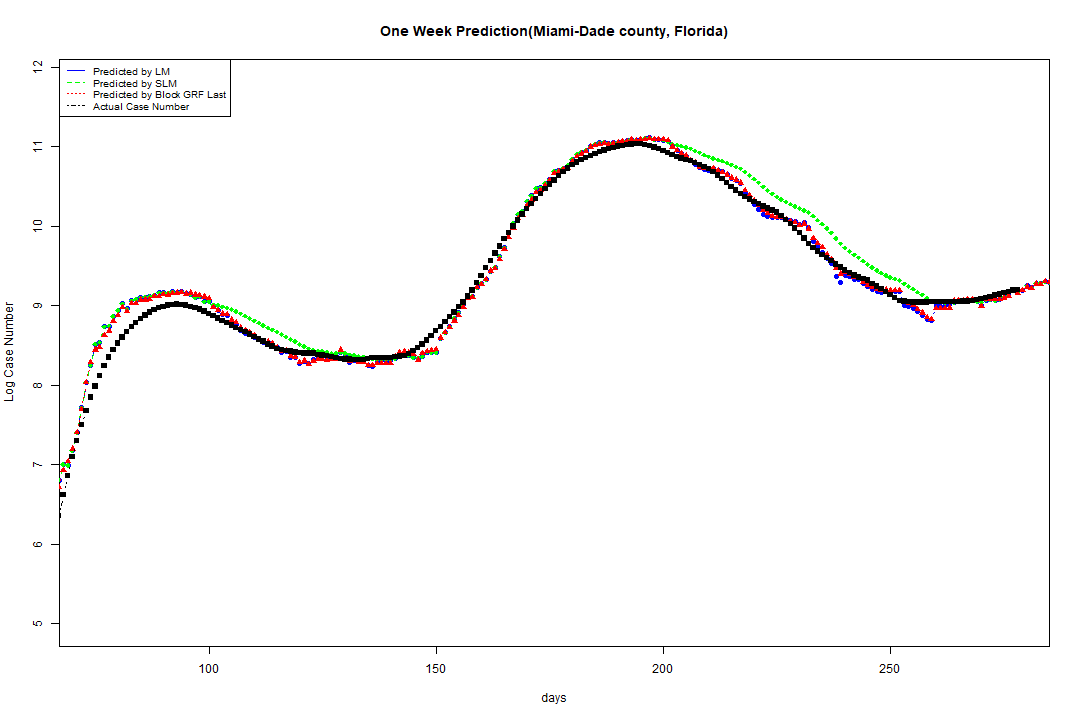 One Week Prediction(Miami-Dade county, Florida)
Predicted by LM
Predicted by SLM
Predicted by Block GRF Last
Actual Case Number
12
11
10
9
8
7
6
5
Log Case Number
100 150 200 250
days